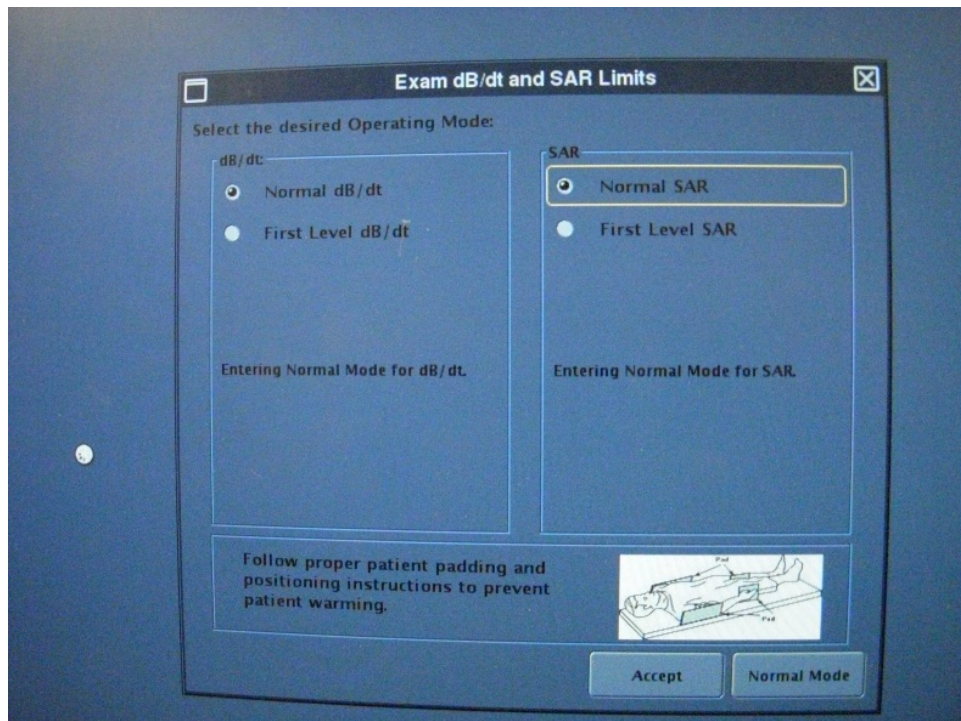 Exam dB/dt and SAR Limits
Select the desired Operating Mode:
dB/dt:
Normal dB/dt
First Level dB/dt
Entering Normal Mode for dB/dt.
SAR
Normal SAR
First Level SAR
Entering Normal Mode for SAR.
Follow proper patient padding and
positioning instructions to prevent
patient warming.
Pad
Pad
Accept
Normal Mode